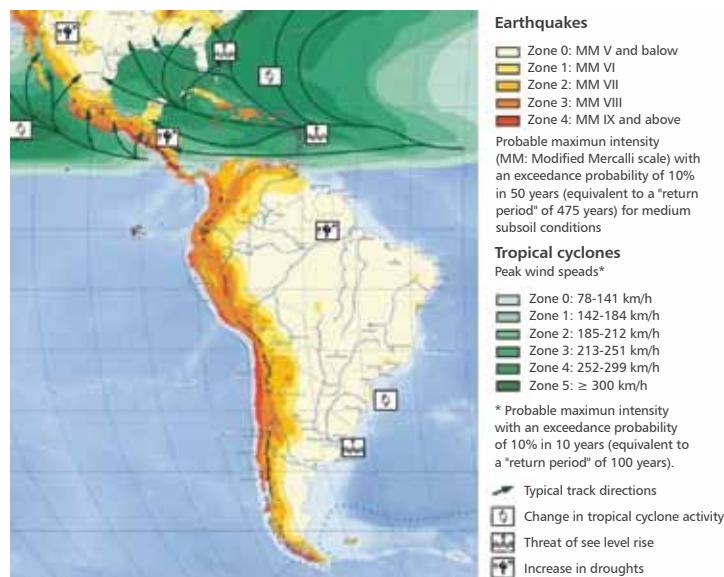 Earthquakes
Zone 0: MM V and below
Zone 1: MM VI
Zone 2: MM VII
Zone 3: MM VIII
Zone 4: MM IX and above
Probable maximun intensity
(MM: Modified Mercalli scale) with
an exceedance probability of 10%
in 50 years (equivalent to a "return
period" of 475 years) for medium
subsoil conditions
Tropical cyclones
Peak wind speads*
Zone 0: 78-141 km/h
Zone 1: 142-184 km/h
Zone 2: 185-212 km/h
Zone 3: 213-251 km/h
Zone 4: 252-299 km/h
Zone 5: ≥ 300 km/h
* Probable maximun intensity
with an exceedance probability
of 10% in 10 years (equivalent to
a "return period" of 100 years).
Typical track directions
Change in tropical cyclone activity
Threat of see level rise
Increase in droughts